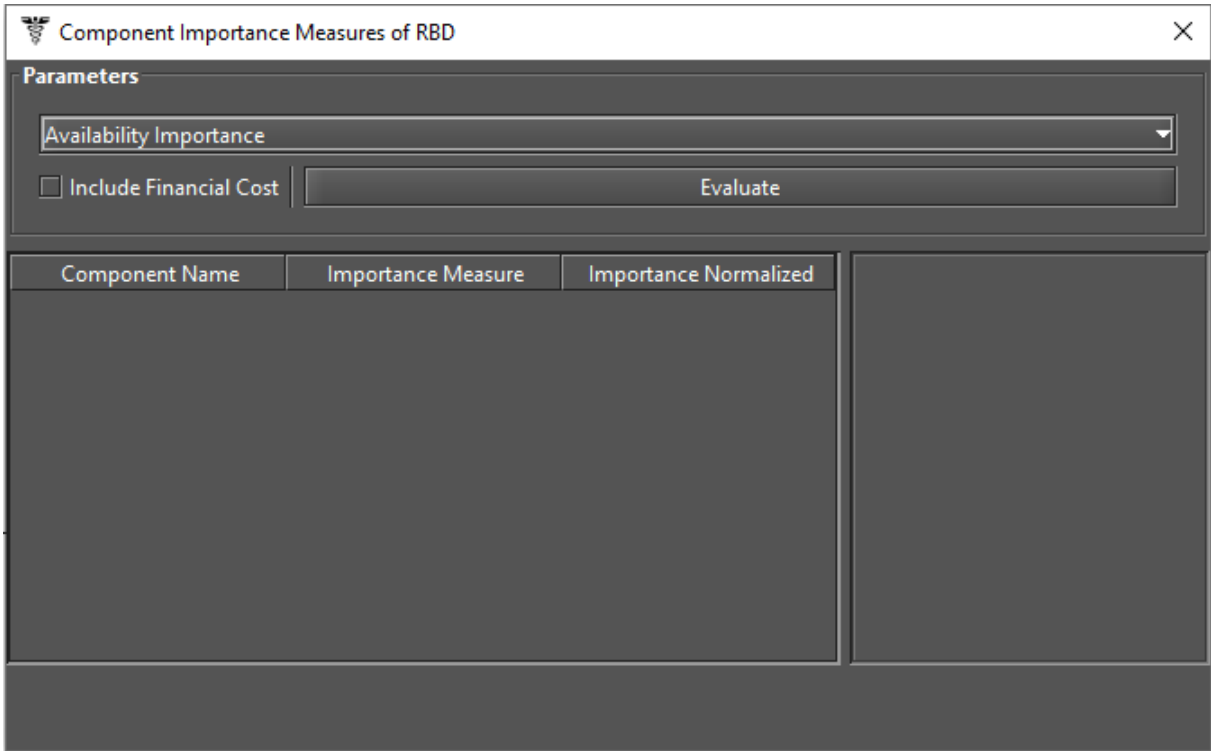 Component Importance Measures of RBD
Parameters
Availability Importance
Include Financial Cost
Evaluate
Component Name
Importance Measure
Importance Normalized